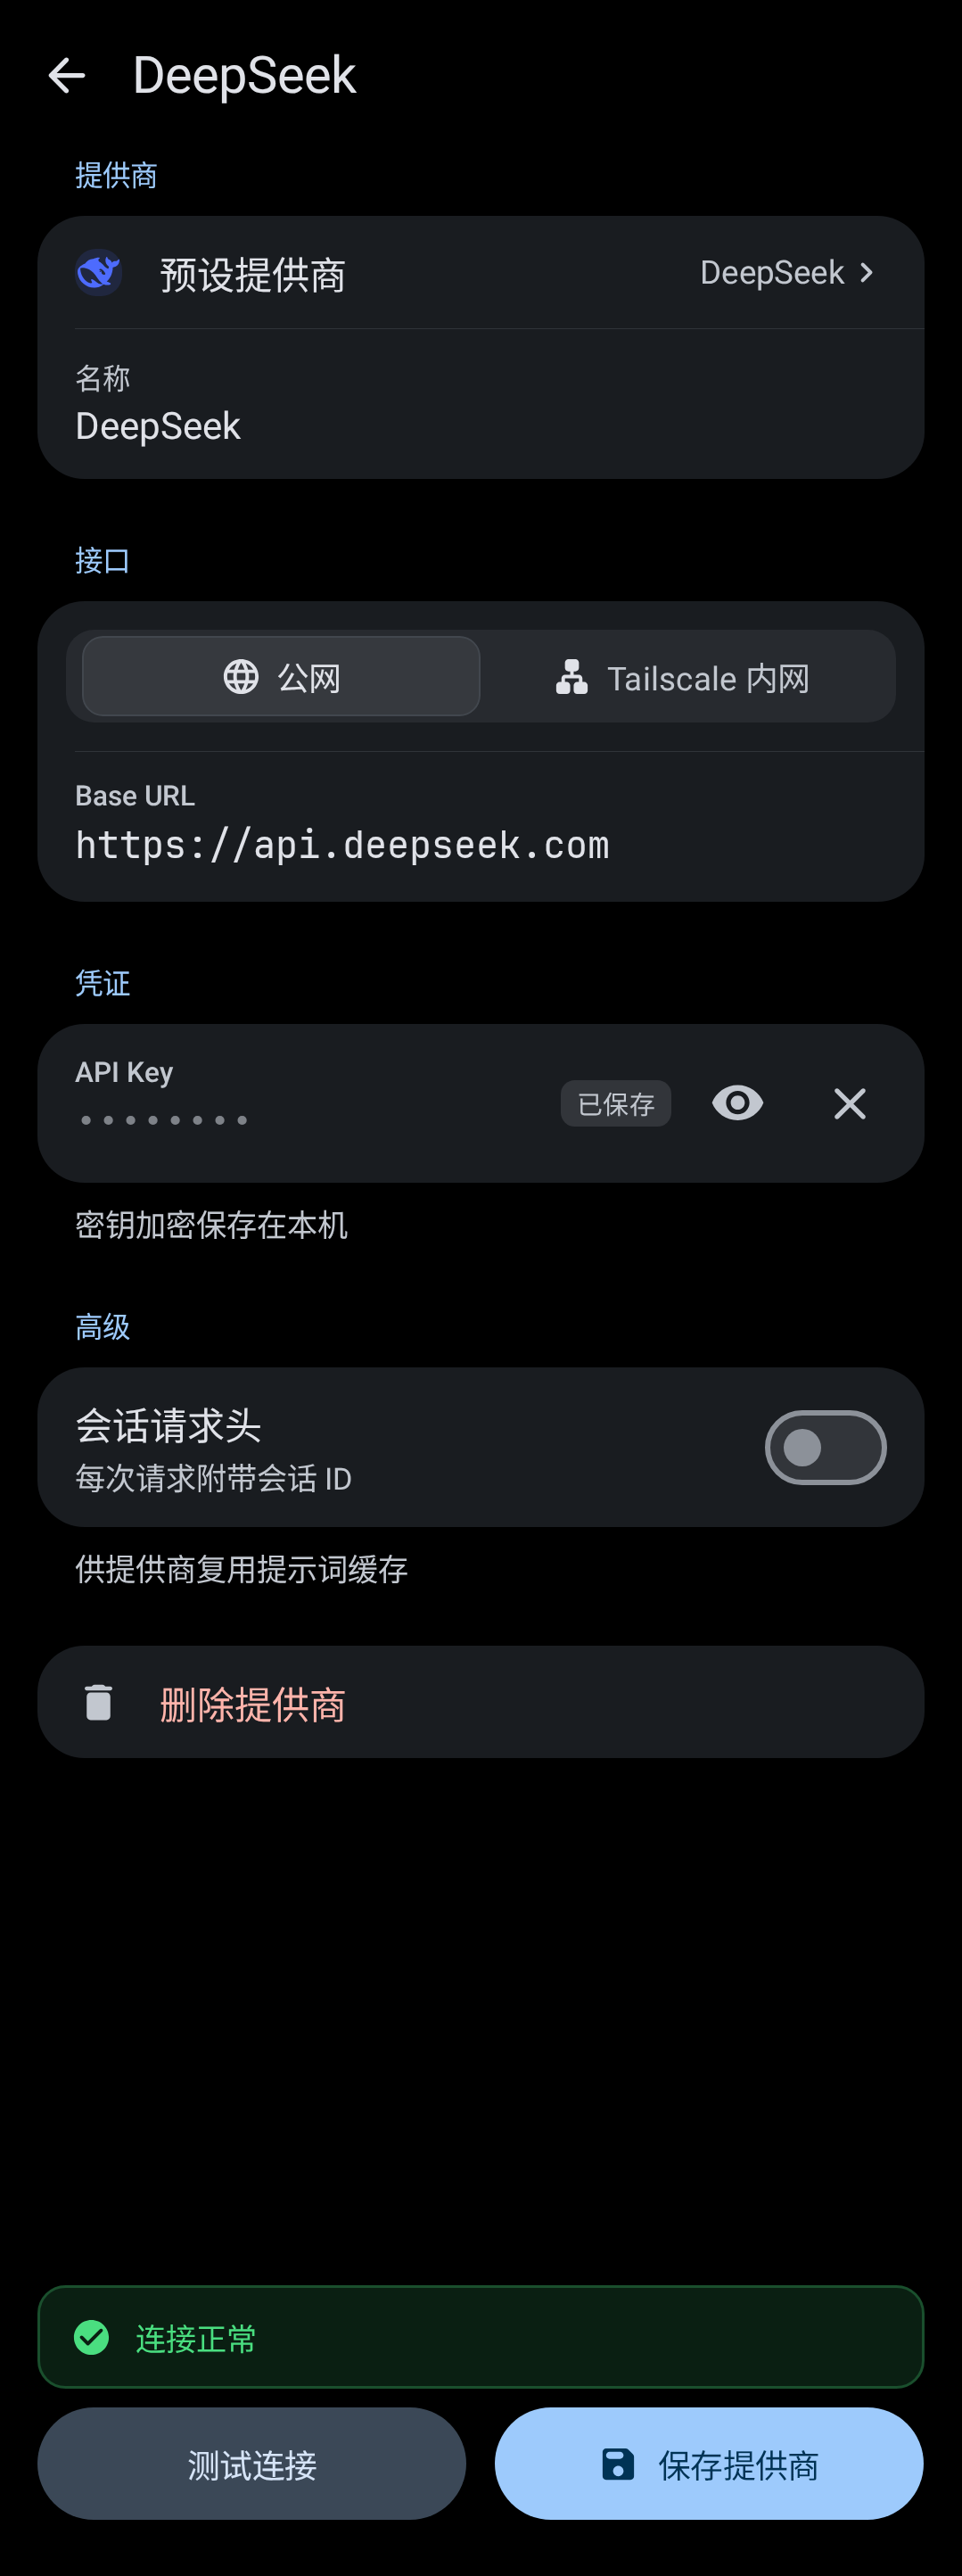 DeepSeek
提供商
预设提供商 DeepSeek
名称
DeepSeek
接口
公网 Tailscale 内网
Base URL
https://api.deepseek.com
凭证
API Key
•••••••• 已保存
密钥加密保存在本机
高级
会话请求头
每次请求附带会话 ID
供提供商复用提示词缓存
删除提供商
连接正常
测试连接 保存提供商